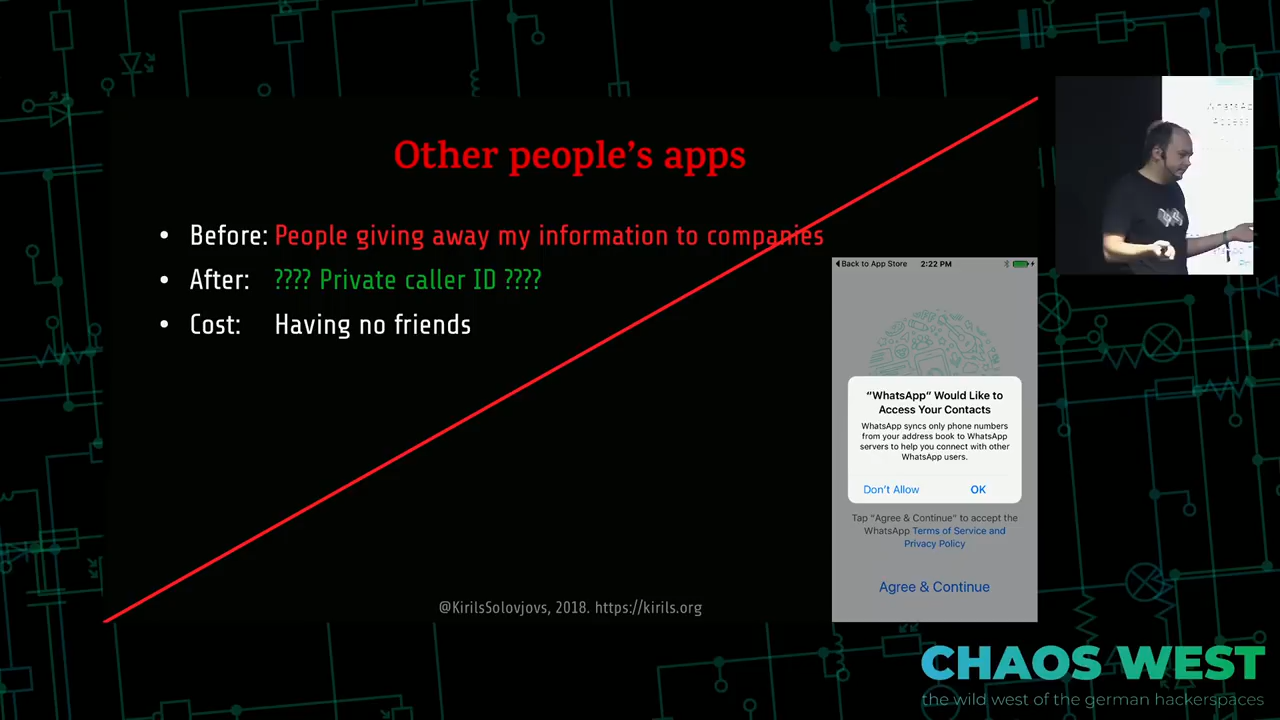 Other people's apps
• Before: People giving away my information to companies
• After: ???? Private caller ID ????
• Cost: Having no friends
Back to App Store 2:22 PM
"WhatsApp" Would Like to
Access Your Contacts
WhatsApp syncs only phone numbers
from your address book to WhatsApp
servers to help you connect with other
WhatsApp users.
Don't Allow OK
Tap "Agree & Continue" to accept the
WhatsApp Terms of Service and
Privacy Policy
Agree & Continue
@KirilsSolovjovs, 2018. https://kirils.org
CHAOS WEST
the wild west of the german hackerspaces